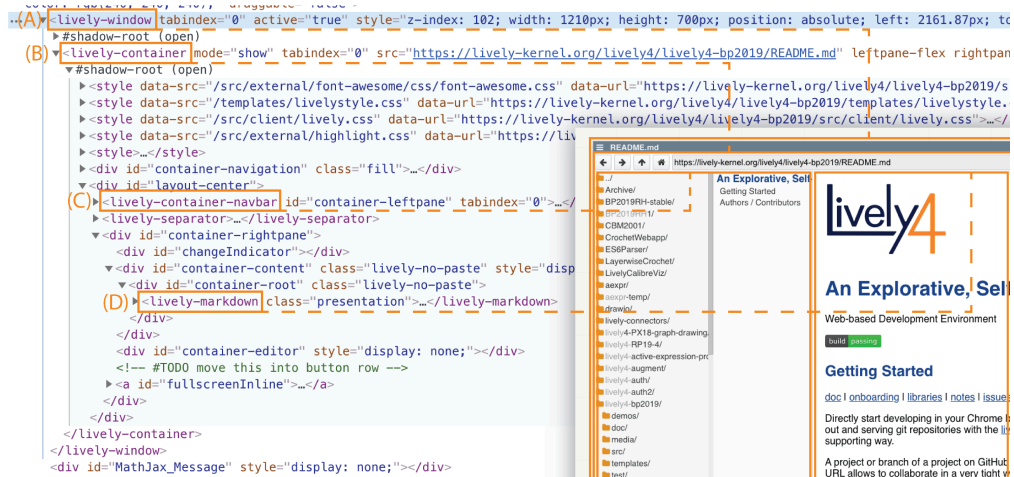 (A) <lively-window tabindex="0" active="true" style="z-index: 102; width: 1210px; height: 700px; position: absolute; left: 2161.87px; to
#shadow-root (open)
(B) <lively-container mode="show" tabindex="0" src="https://lively-kernel.org/lively4/lively4-bp2019/README.md" leftpane-flex rightpan
#shadow-root (open)
<style data-src="/src/external/font-awesome/css/font-awesome.css" data-url="https://lively-kernel.org/lively4/lively4-bp2019/s
<style data-src="/templates/livelystyle.css" data-url="https://lively-kernel.org/lively4/lively4-bp2019/templates/livelystyle.
<style data-src="/src/client/lively.css" data-url="https://lively-kernel.org/lively4/lively4-bp2019/src/client/lively.css">…</
<style data-src="/src/external/highlight.css" data-url="https://liv
<style>…</style>
<div id="container-navigation" class="fill">…</div>
<div id="layout-center">
(C) <lively-container-navbar id="container-leftpane" tabindex="0">…</
<lively-separator>…</lively-separator>
<div id="container-rightpane">
<div id="changeIndicator"></div>
<div id="container-content" class="lively-no-paste" style="disp
<div id="container-root" class="lively-no-paste">
(D) <lively-markdown class="presentation">…</lively-markdown>
</div>
</div>
<div id="container-editor" style="display: none;"></div>
<!-- #TODO move this into button row -->
<a id="fullscreenInline">…</a>
</div>
</div>
</lively-container>
</lively-window>
<div id="MathJax_Message" style="display: none;"></div>
README.md
https://lively-kernel.org/lively4/lively4-bp2019/README.md
../
Archive/
BP2019RH-stable/
BP2019RH1/
CBM2001/
CrochetWebapp/
ES6Parser/
LayerwiseCrochet/
LivelyCalibreViz/
aexpr/
aexpr-temp/
drawio/
lively-connectors/
lively4-PX18-graph-drawing/
lively4-RP19-4/
lively4-active-expression-pro
lively4-augment/
lively4-auth/
lively4-auth2/
lively4-bp2019/
demos/
doc/
media/
src/
templates/
test/
An Explorative, Self
Getting Started
Authors / Contributors
Lively4
An Explorative, Self
Web-based Development Environment
build passing
Getting Started
doc | onboarding | libraries | notes | issues
Directly start developing in your Chrome
out and serving git repositories with the
supporting way.
A project or branch of a project on GitHub
URL allows to collaborate in a very tight